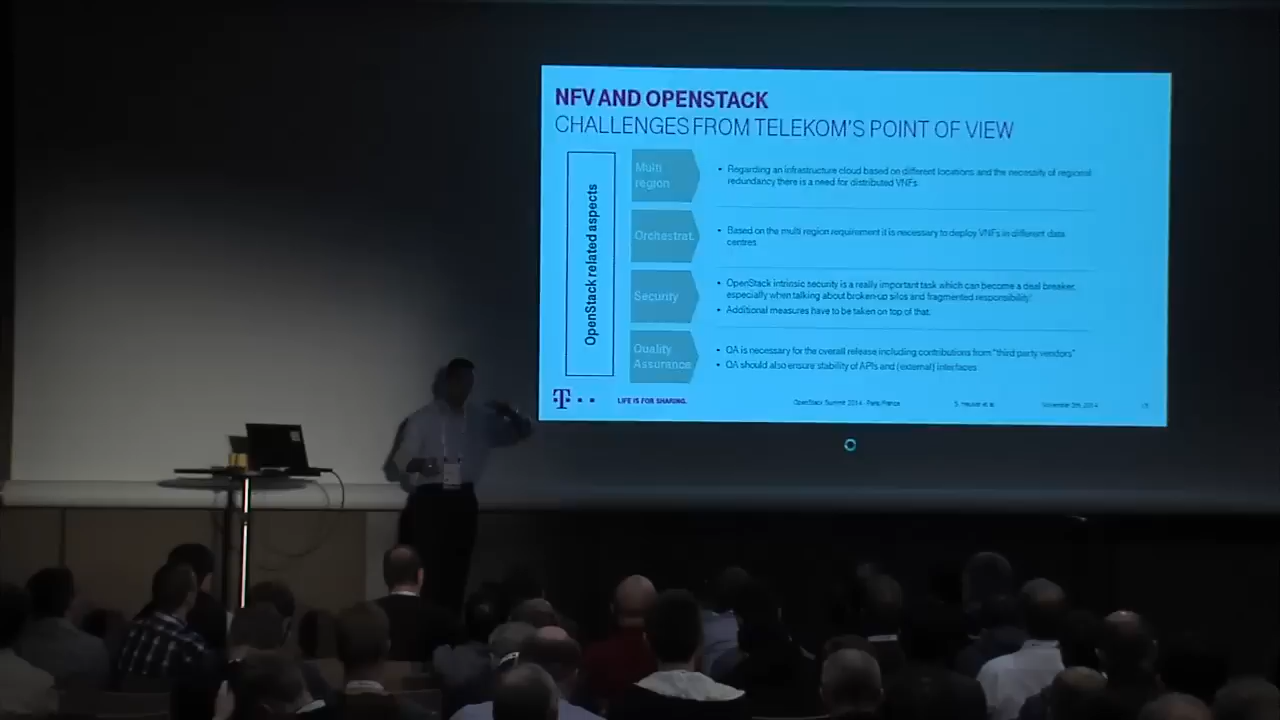 NFV AND OPENSTACK
CHALLENGES FROM TELEKOM'S POINT OF VIEW
OpenStack related aspects
Multi
region
• Regarding an infrastructure cloud based on different locations and the necessity of regional
redundancy there is a need for distributed VNFs
Orchestrat.
• Based on the multi region requirement it is necessary to deploy VNFs in different data
centres
Security
• OpenStack intrinsic security is a really important task which can become a deal breaker,
especially when talking about broken-up silos and fragmented responsibility!
• Additional measures have to be taken on top of that.
Quality
Assurance
• QA is necessary for the overall release including contributions from "third party vendors"
• QA should also ensure stability of APIs and (external) interfaces
T
LIFE IS FOR SHARING.
OpenStack Summit 2014 - Paris, France
November 5th, 2014